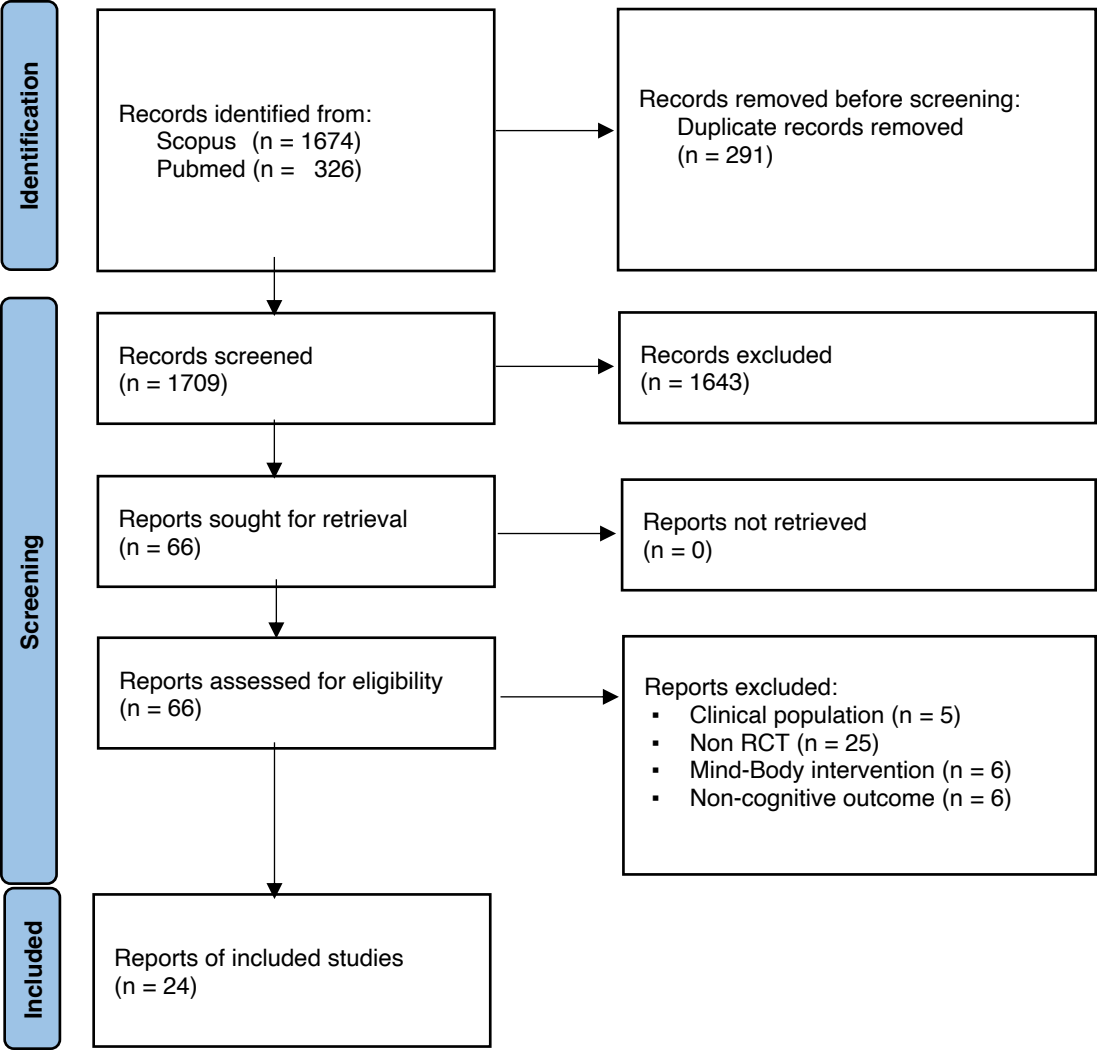 Identification
Records identified from:
Scopus (n = 1674)
Pubmed (n = 326)
Records removed before screening:
Duplicate records removed
(n = 291)
Screening
Records screened
(n = 1709)
Records excluded
(n = 1643)
Reports sought for retrieval
(n = 66)
Reports not retrieved
(n = 0)
Reports assessed for eligibility
(n = 66)
Reports excluded:
▪ Clinical population (n = 5)
▪ Non RCT (n = 25)
▪ Mind-Body intervention (n = 6)
▪ Non-cognitive outcome (n = 6)
Included
Reports of included studies
(n = 24)